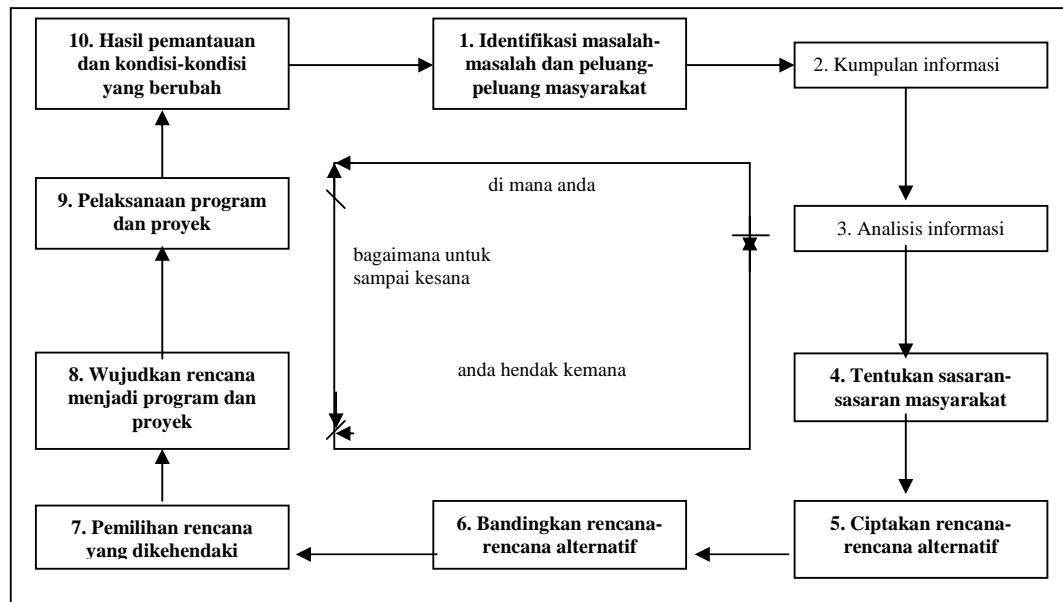 10. Hasil pemantauan
dan kondisi-kondisi
yang berubah
1. Identifikasi masalah-
masalah dan peluang-
peluang masyarakat
2. Kumpulan informasi
di mana anda
9. Pelaksanaan program
dan proyek
3. Analisis informasi
bagaimana untuk
sampai kesana
anda hendak kemana
8. Wujudkan rencana
menjadi program dan
proyek
4. Tentukan sasaran-
sasaran masyarakat
7. Pemilihan rencana
yang dikehendaki
6. Bandingkan rencana-
rencana alternatif
5. Ciptakan rencana-
rencana alternatif